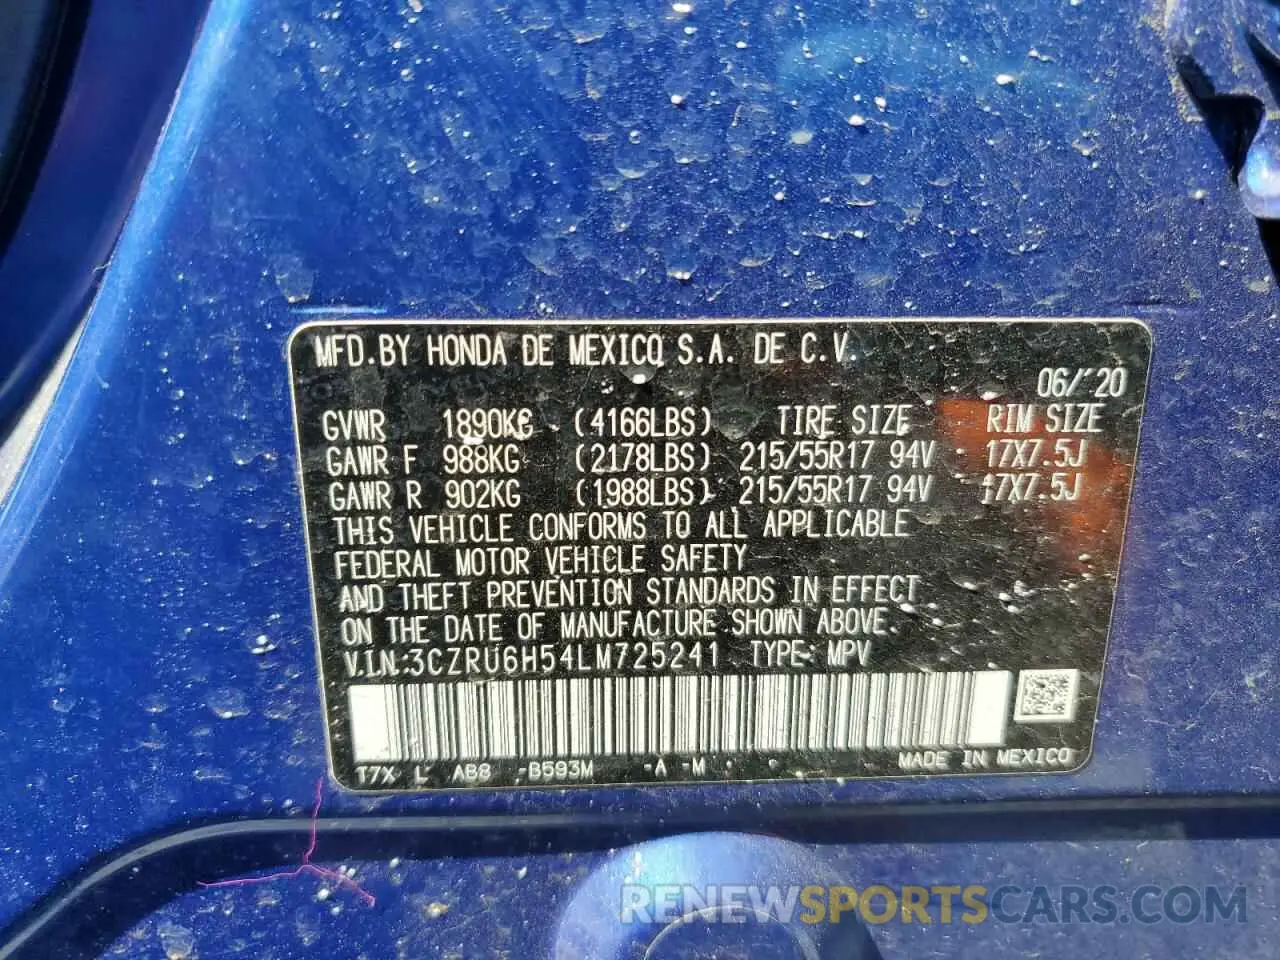 MFD.BY HONDA DE MEXICO S.A. DE C.V.
06/'20
GVWR 1890KG (4166LBS) TIRE SIZE RIM SIZE
GAWR F 988KG (2178LBS) 215/55R17 94V 17X7.5J
GAWR R 902KG (1988LBS) 215/55R17 94V 17X7.5J
THIS VEHICLE CONFORMS TO ALL APPLICABLE
FEDERAL MOTOR VEHICLE SAFETY
AND THEFT PREVENTION STANDARDS IN EFFECT
ON THE DATE OF MANUFACTURE SHOWN ABOVE.
V.I.N.:3CZRU6H54LM725241 TYPE: MPV
T7X L AB8 -B593M -A -M - - MADE IN MEXICO
RENEWSPORTSCARS.COM